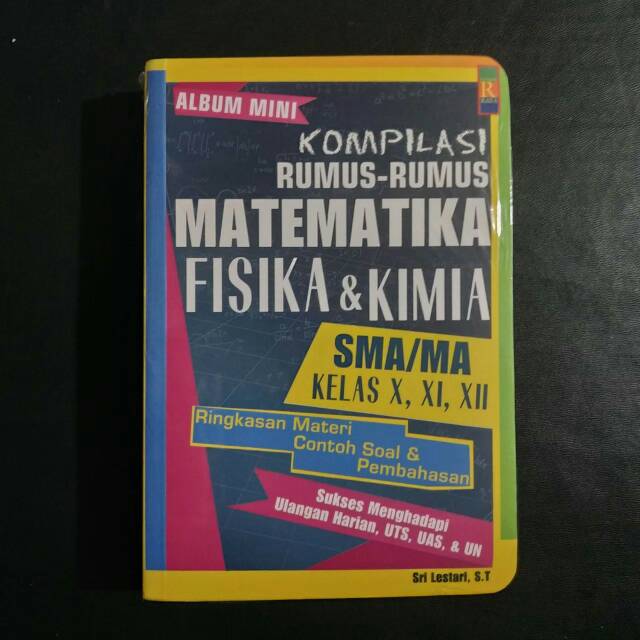 ALBUM MINI
KOMPILASI
RUMUS-RUMUS
MATEMATIKA
FISIKA & KIMIA
SMA/MA
KELAS X, XI, XII
Ringkasan Materi
Contoh Soal &
Pembahasan
Sukses Menghadapi
Ulangan Harian, UTS, UAS, & UN
Sri Lestari, S.T